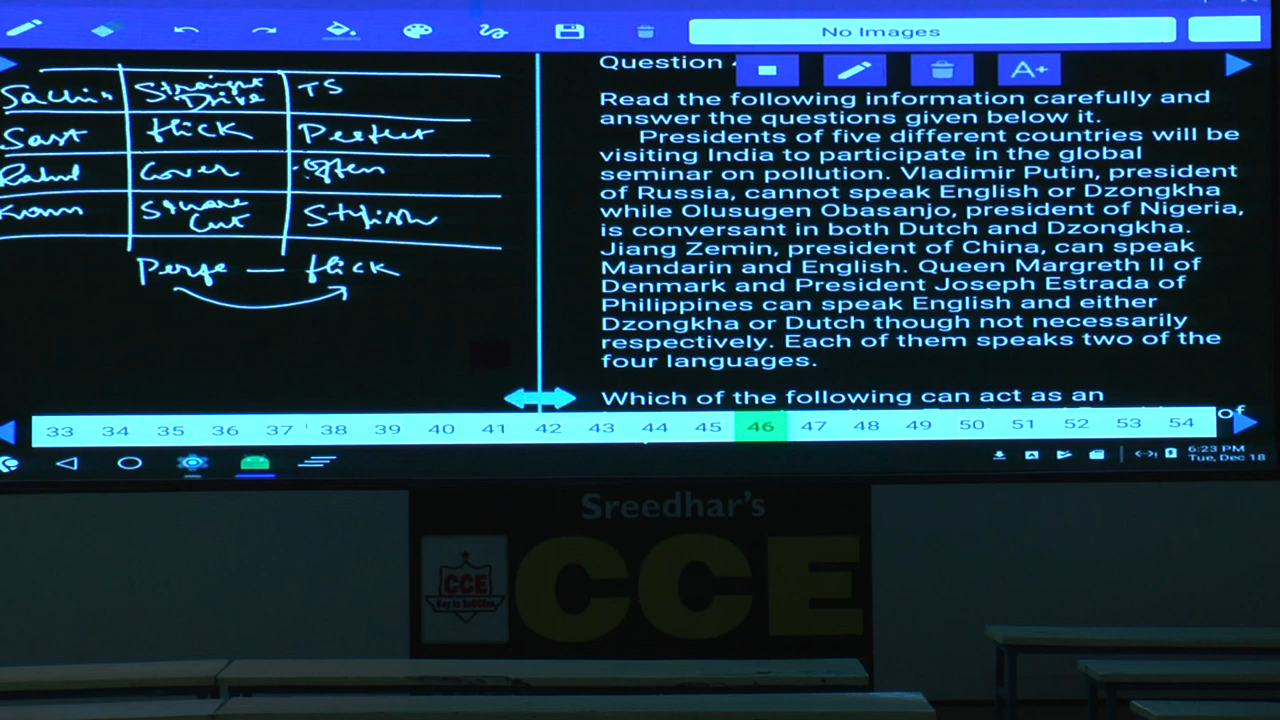 No Images
Sachin Straight Drive TS
flick Perfect
Rahul Cover Often
Square Cut Stylish
Perfe — flick
Question
A+
Read the following information carefully and
answer the questions given below it.
Presidents of five different countries will be
visiting India to participate in the global
seminar on pollution. Vladimir Putin, president
of Russia, cannot speak English or Dzongkha
while Olusugen Obasanjo, president of Nigeria,
is conversant in both Dutch and Dzongkha.
Jiang Zemin, president of China, can speak
Mandarin and English. Queen Margreth II of
Denmark and President Joseph Estrada of
Philippines can speak English and either
Dzongkha or Dutch though not necessarily
respectively. Each of them speaks two of the
four languages.
Which of the following can act as an
of
33 34 35 36 37 38 39 40 41 42 43 44 45 46 47 48 49 50 51 52 53 54
6:23 PM
Tue, Dec 18
Sreedhar's
CCE
Key to SuCCEss
CCE